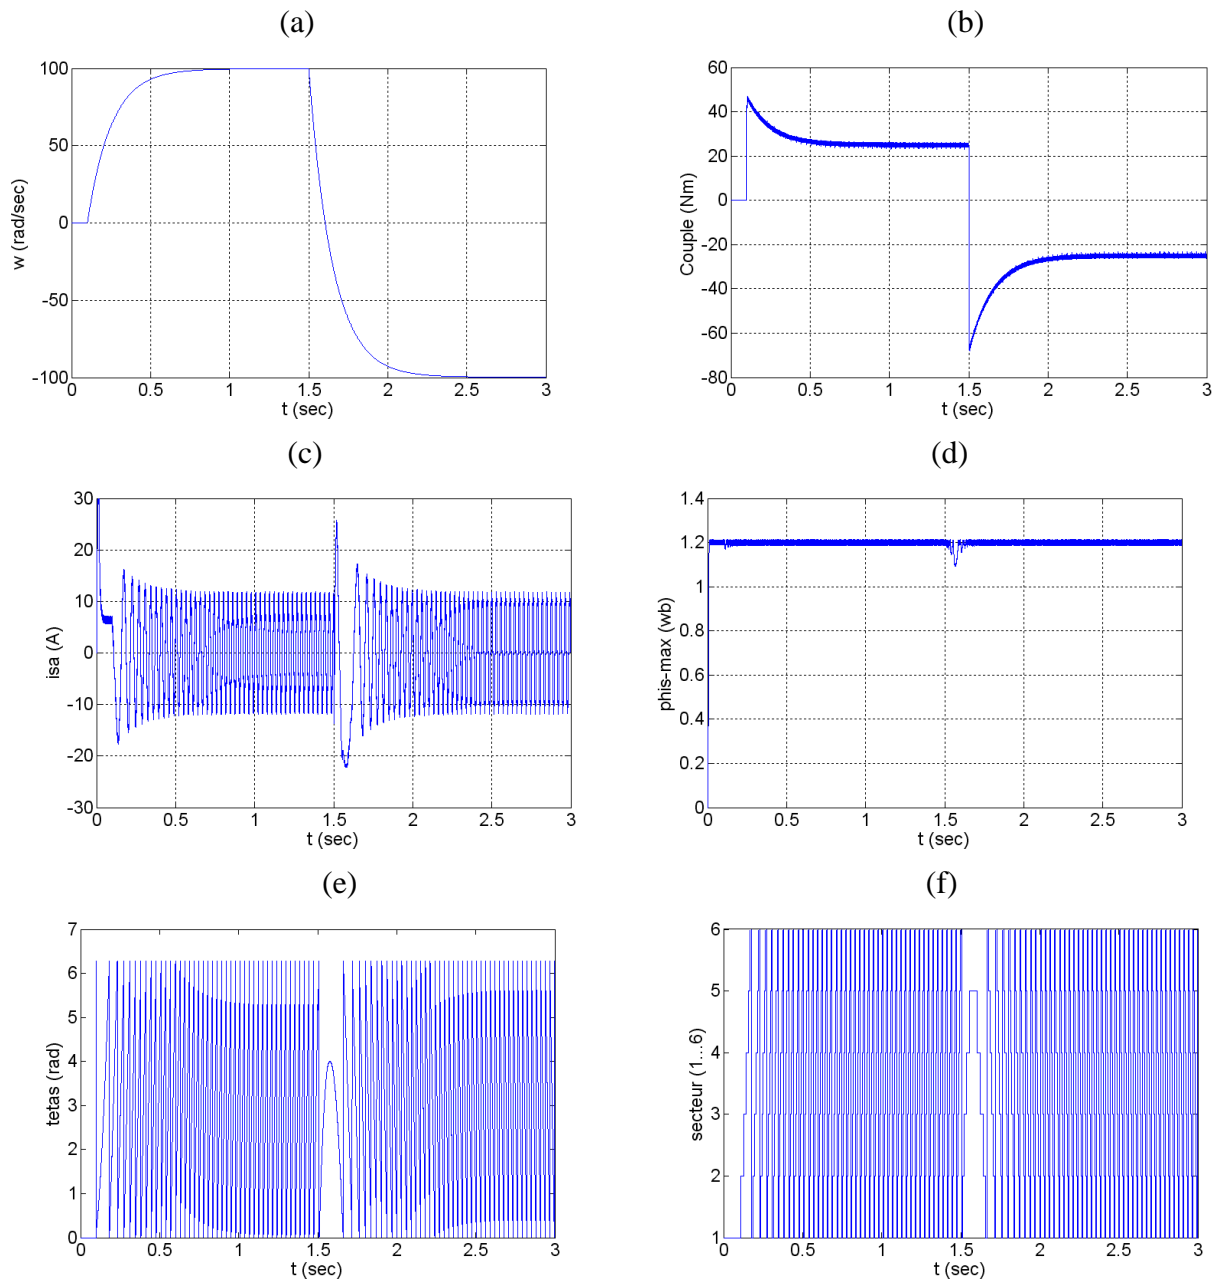 (a)
100
50
0
-50
-100
w (rad/sec)
0 0.5 1 1.5 2 2.5 3
t (sec)
(b)
60
40
20
0
-20
-40
-60
-80
Couple (Nm)
0 0.5 1 1.5 2 2.5 3
t (sec)
(c)
30
20
10
0
-10
-20
-30
isa (A)
0 0.5 1 1.5 2 2.5 3
t (sec)
(d)
1.4
1.2
1
0.8
0.6
0.4
0.2
0
phis-max (wb)
0 0.5 1 1.5 2 2.5 3
t (sec)
(e)
7
6
5
4
3
2
1
0
tetas (rad)
0 0.5 1 1.5 2 2.5 3
t (sec)
(f)
6
5
4
3
2
1
secteur (1...6)
0 0.5 1 1.5 2 2.5 3
t (sec)